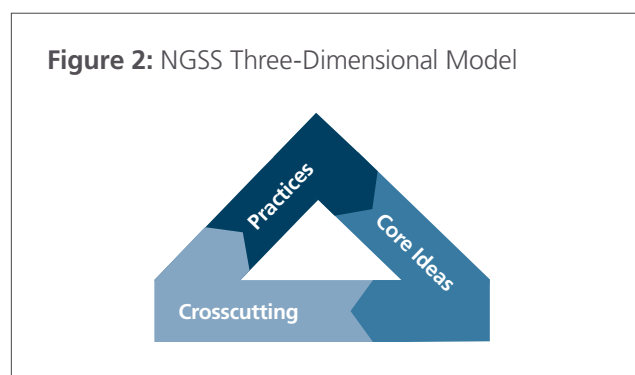 Figure 2: NGSS Three-Dimensional Model
Practices
Core Ideas
Crosscutting